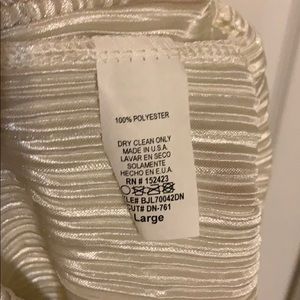 100% POLYESTER
DRY CLEAN ONLY
MADE IN U.S.A.
LAVAR EN SECO
SOLAMENTE
HECHO EN E.U.A.
RN # 152423
LE# BJL70042DN
CUT# DN-761
Large